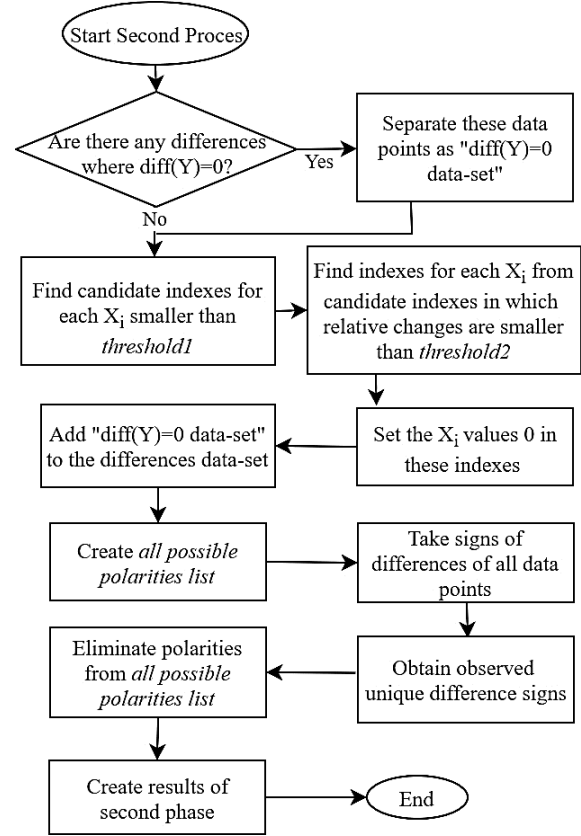 Start Second Proces
Are there any differences
where diff(Y)=0?
Yes
Separate these data
points as "diff(Y)=0
data-set"
No
Find candidate indexes for
each Xi smaller than
threshold1
Find indexes for each Xi from
candidate indexes in which
relative changes are smaller
than threshold2
Set the Xi values 0 in
these indexes
Add "diff(Y)=0 data-set"
to the differences data-set
Create all possible
polarities list
Take signs of
differences of all data
points
Obtain observed
unique difference signs
Eliminate polarities
from all possible
polarities list
Create results of
second phase
End